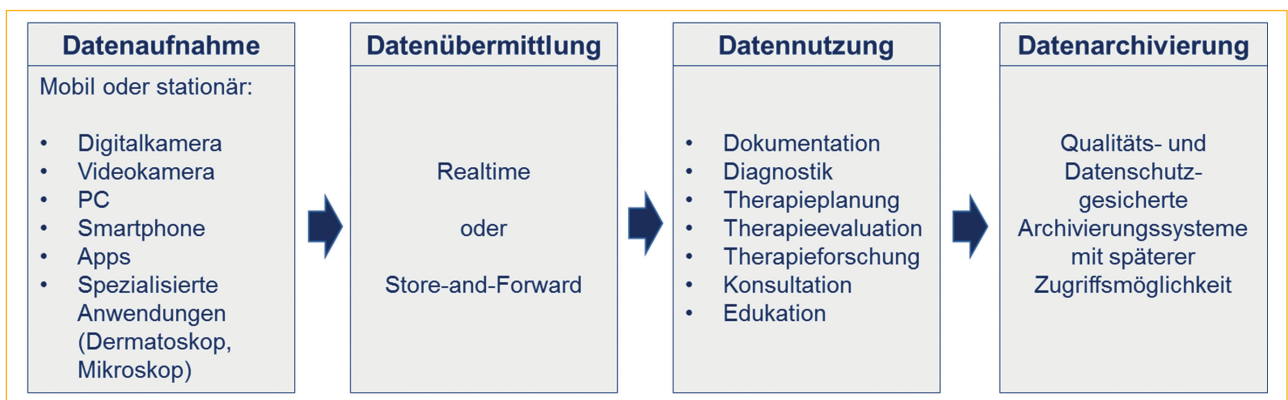 Datenaufnahme
Mobil oder stationär:
• Digitalkamera
• Videokamera
• PC
• Smartphone
• Apps
• Spezialisierte
Anwendungen
(Dermatoskop,
Mikroskop)
Datenübermittlung
Realtime
oder
Store-and-Forward
Datennutzung
• Dokumentation
• Diagnostik
• Therapieplanung
• Therapieevaluation
• Therapieforschung
• Konsultation
• Edukation
Datenarchivierung
Qualitäts- und
Datenschutz-
gesicherte
Archivierungssysteme
mit späterer
Zugriffsmöglichkeit